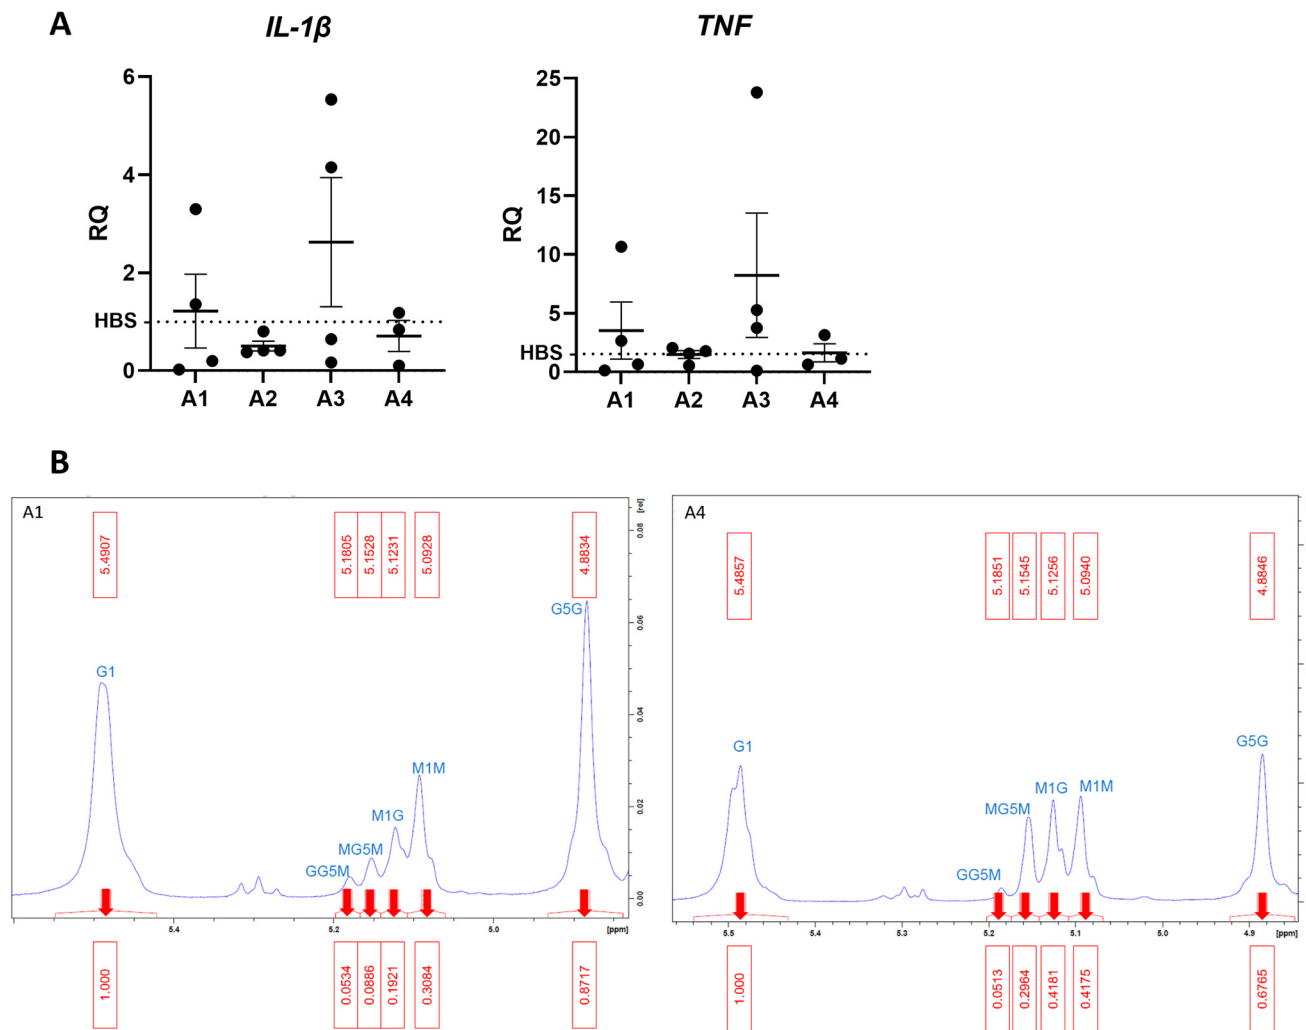 A
IL-1β
TNF
6
4
2
0
RQ
HBS
A1
A2
A3
A4
25
20
15
10
5
0
RQ
HBS
A1
A2
A3
A4
B
A1
5.4907
5.1805
5.1528
5.1231
5.0928
4.8834
[rel]
0.08
0.06
0.04
0.02
0.00
G1
GG5M
MG5M
M1G
M1M
G5G
5.4
5.2
5.0
[ppm]
1.000
0.0534
0.0886
0.1921
0.3084
0.8717
A4
5.4857
5.1851
5.1545
5.1256
5.0940
4.8846
G1
GG5M
MG5M
M1G
M1M
G5G
5.5
5.4
5.3
5.2
5.1
5.0
4.9
[ppm]
1.000
0.0513
0.2964
0.4181
0.4175
0.6765